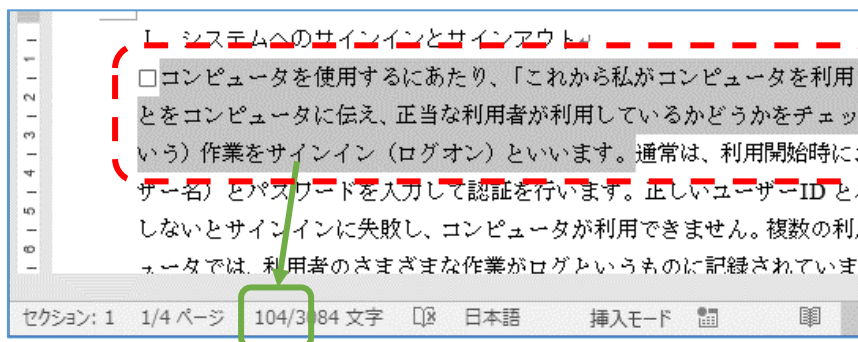 Ⅰ．システムへのサインインとサインアウト↵
□コンピュータを使用するにあたり、「これから私がコンピュータを利用
とをコンピュータに伝え、正当な利用者が利用しているかどうかをチェッ
いう）作業をサインイン（ログオン）といいます。通常は、利用開始時に
ザー名）とパスワードを入力して認証を行います。正しいユーザーID と
しないとサインインに失敗し、コンピュータが利用できません。複数の利
ュータでは、利用者のさまざまな作業がログというものに記録されていま
1
2
3
4
5
6
セクション: 1 1/4 ページ 104/3084 文字 日本語 挿入モード